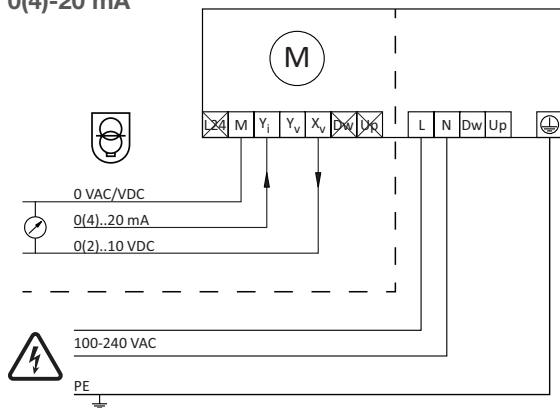 0(4)-20 mA
M
L24 M Yi Yv Xv Dw Up L N Dw Up
0 VAC/VDC
0(4)..20 mA
0(2)..10 VDC
100-240 VAC
PE